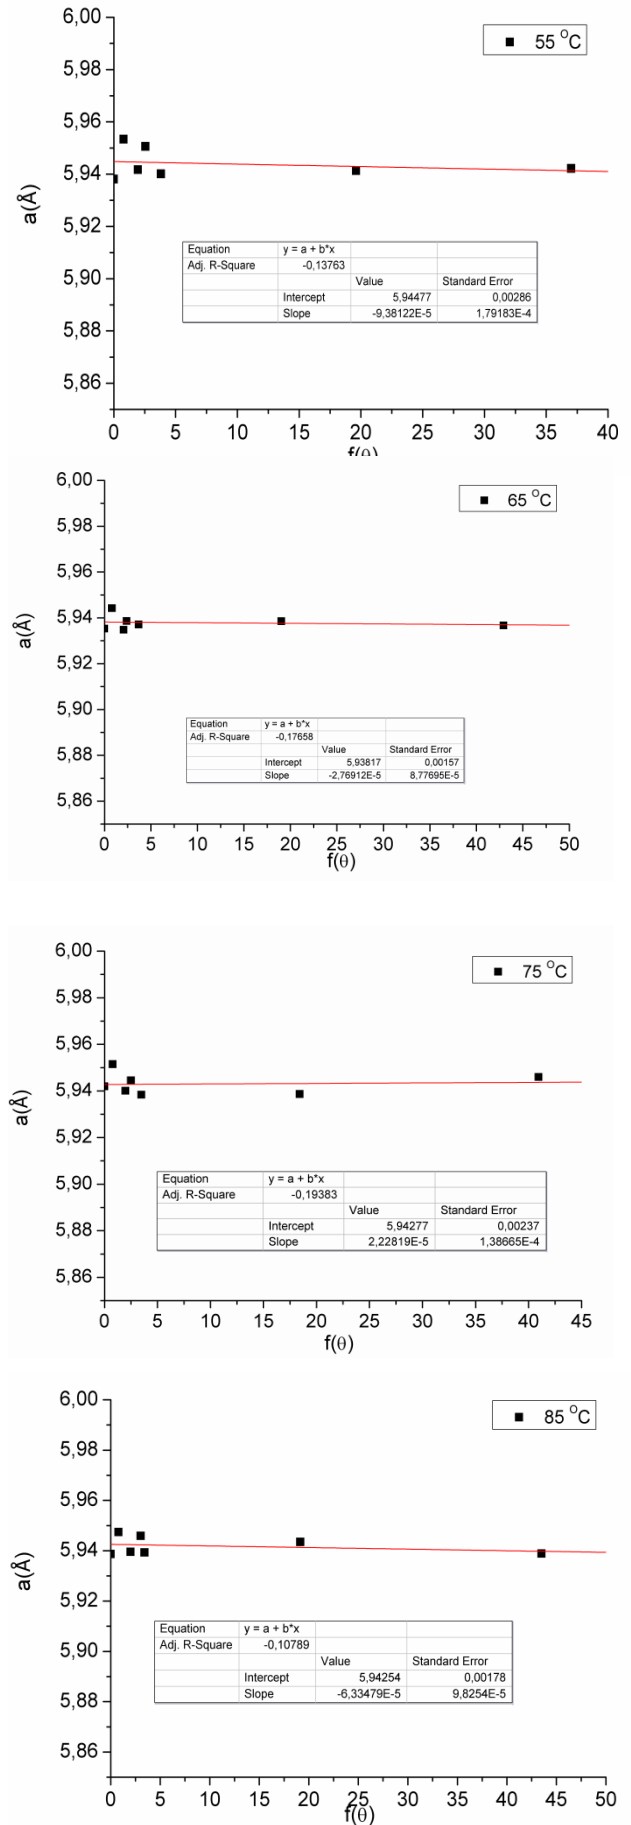 6,00
5,98
5,96
5,94
5,92
5,90
5,88
5,86
a(Å)
55 °C
Equation y = a + b*x
Adj. R-Square -0,13763
Value Standard Error
Intercept 5,94477 0,00286
Slope -9,38122E-5 1,79183E-4
0 5 10 15 20 25 30 35 40
f(θ)
6,00
5,98
5,96
5,94
5,92
5,90
5,88
5,86
a(Å)
65 °C
Equation y = a + b*x
Adj. R-Square -0,17658
Value Standard Error
Intercept 5,93817 0,00157
Slope -2,76912E-5 8,77695E-5
0 5 10 15 20 25 30 35 40 45 50
f(θ)
6,00
5,98
5,96
5,94
5,92
5,90
5,88
5,86
a(Å)
75 °C
Equation y = a + b*x
Adj. R-Square -0,19383
Value Standard Error
Intercept 5,94277 0,00237
Slope 2,22819E-5 1,38665E-4
0 5 10 15 20 25 30 35 40 45
f(θ)
6,00
5,98
5,96
5,94
5,92
5,90
5,88
5,86
a(Å)
85 °C
Equation y = a + b*x
Adj. R-Square -0,10789
Value Standard Error
Intercept 5,94254 0,00178
Slope -6,33479E-5 9,8254E-5
0 5 10 15 20 25 30 35 40 45 50
f(θ)